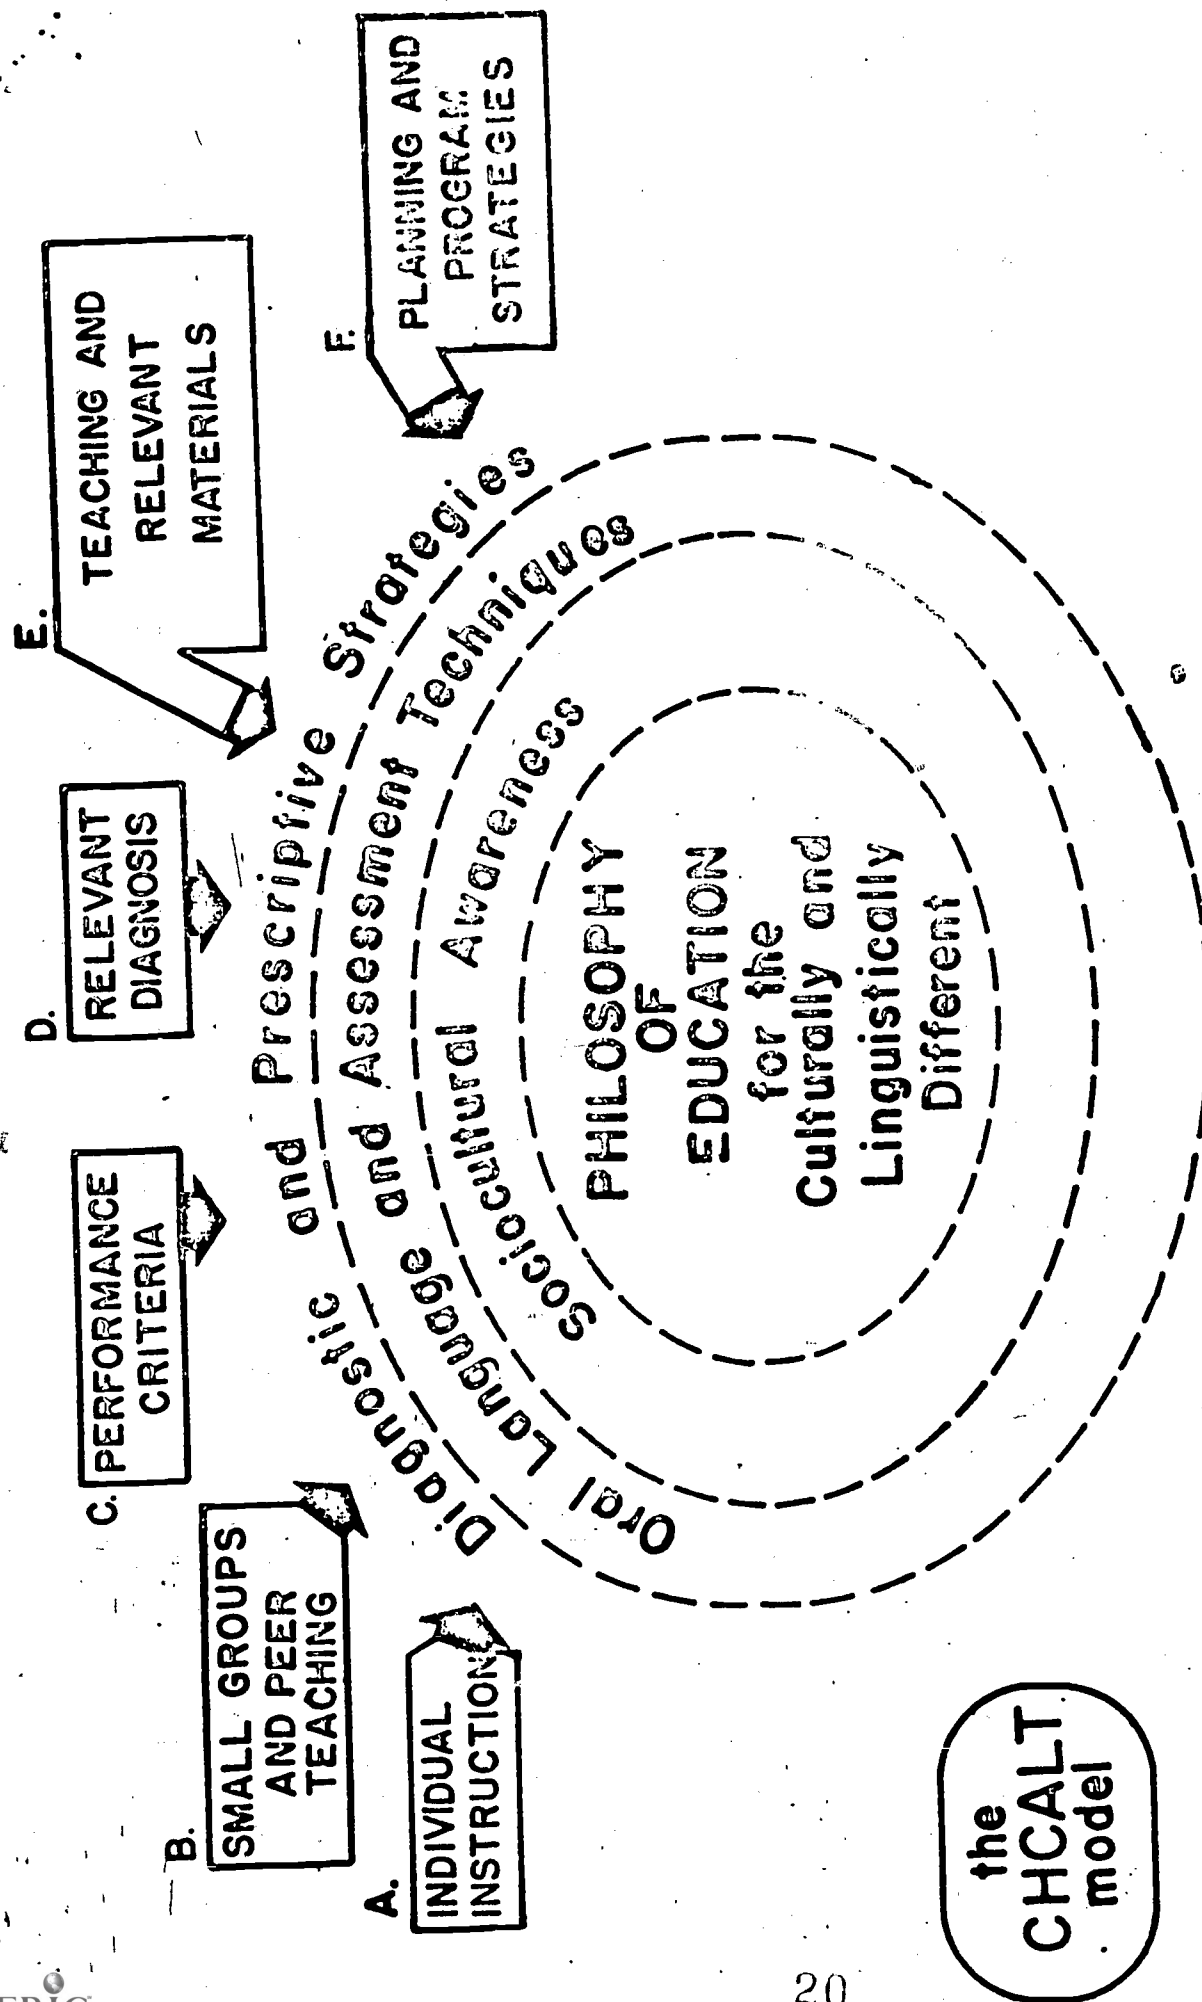 A.
INDIVIDUAL
INSTRUCTION
B.
SMALL GROUPS
AND PEER
TEACHING
C.
PERFORMANCE
CRITERIA
D.
RELEVANT
DIAGNOSIS
E.
TEACHING AND
RELEVANT
MATERIALS
F.
PLANNING AND
PROGRAM
STRATEGIES
Diagnostic and Prescriptive Strategies
Oral Language and Assessment Techniques
Sociocultural Awareness
PHILOSOPHY
OF
EDUCATION
for the
Culturally and
Linguistically
Different
the
CHCALT
model
20
ERIC